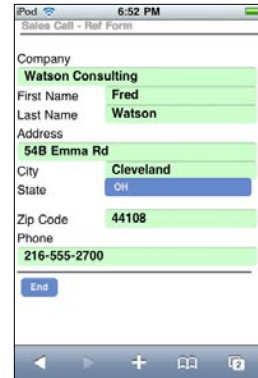 iPod 6:52 PM
Sales Call - Ref Form
Company
Watson Consulting
First Name Fred
Last Name Watson
Address
54B Emma Rd
City Cleveland
State OH
Zip Code 44108
Phone
216-555-2700
End
2